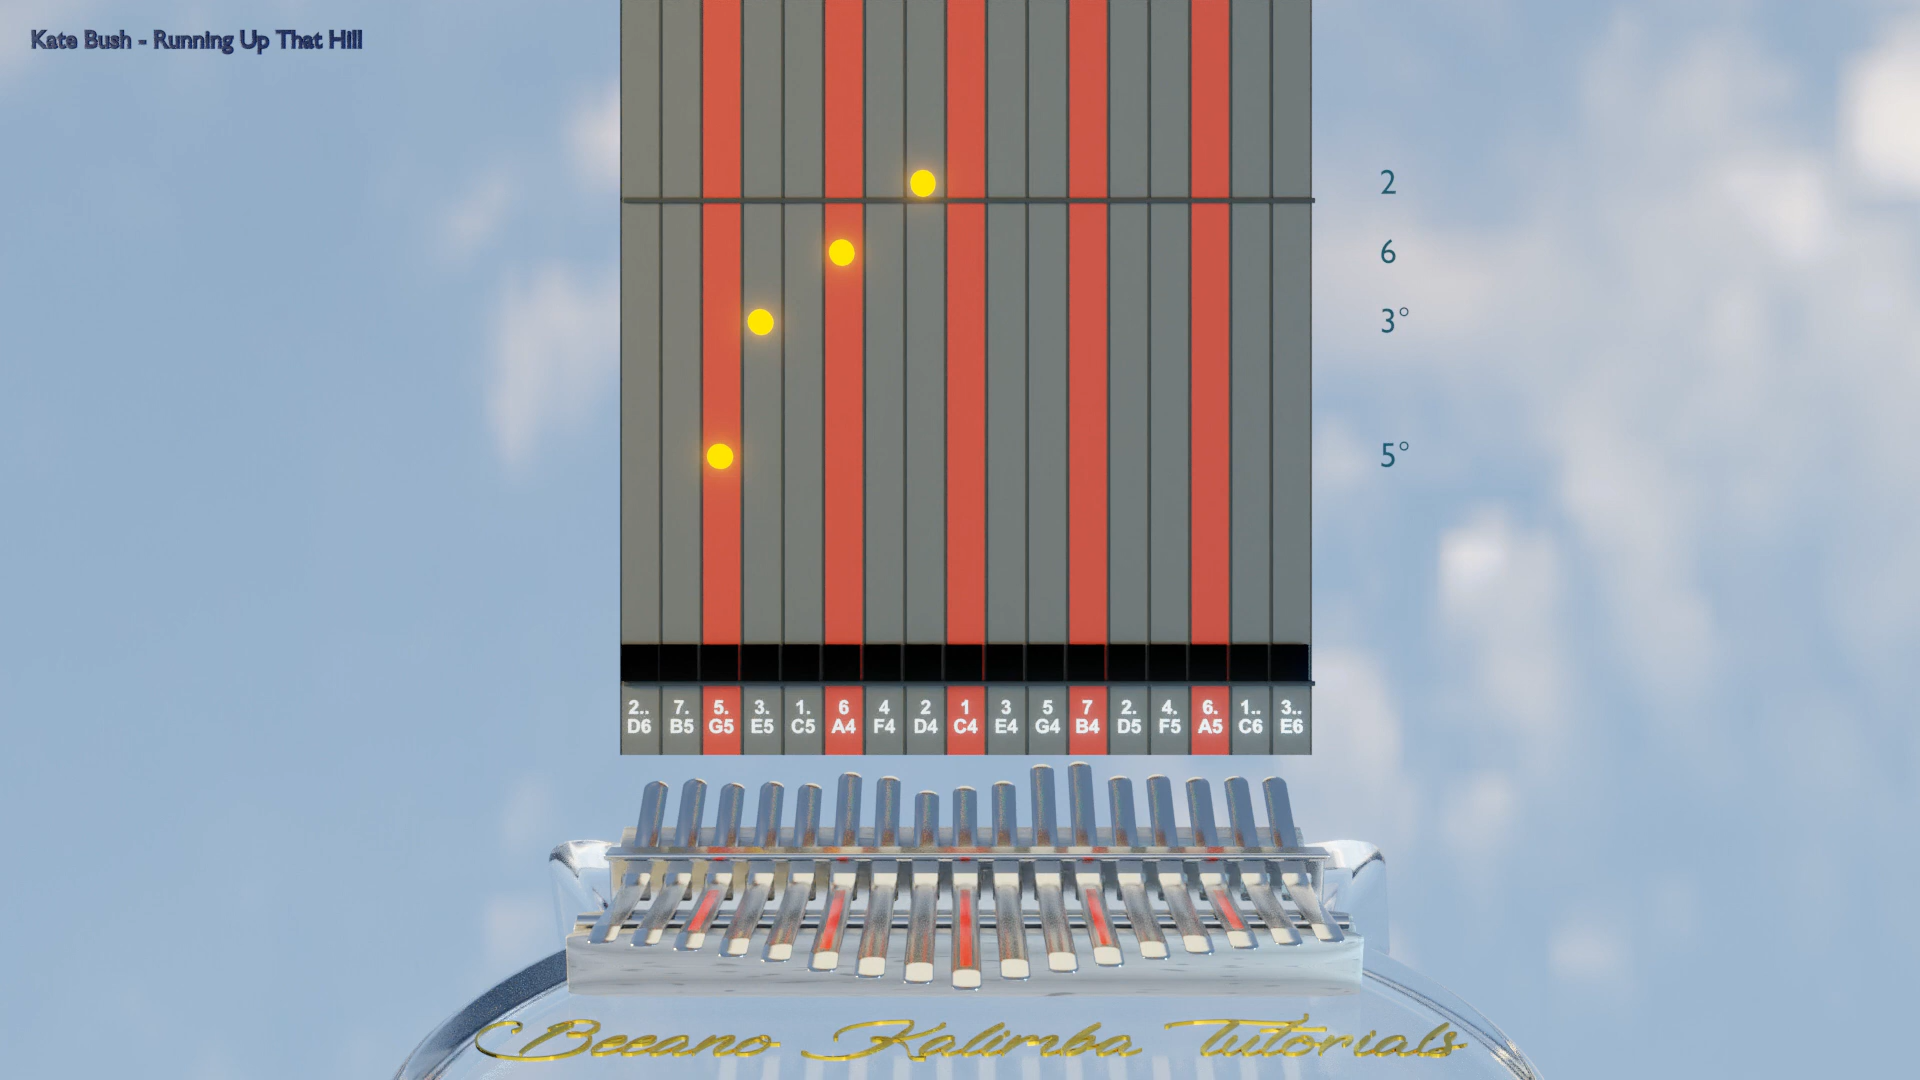 Kate Bush - Running Up That Hill
2
6
3°
5°
2.. 7. 5. 3. 1. 6 4 2 1 3 5 7 2. 4. 6. 1.. 3..
D6 B5 G5 E5 C5 A4 F4 D4 C4 E4 G4 B4 D5 F5 A5 C6 E6
Beeano Kalimba Tutorials